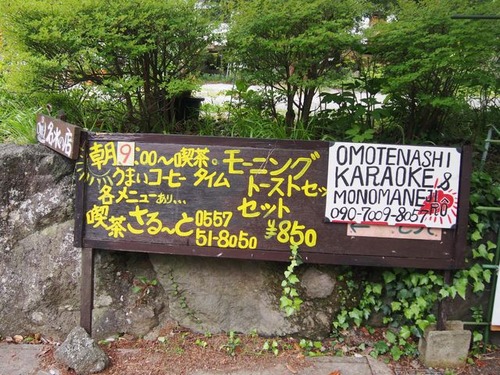 朝9:00〜喫茶。モーニング
うまいコーヒータイム トーストセット
各メニューあり... セット
喫茶さる〜と 0557
51-8050 ¥850
OMOTENASHI
KARAOKE &
MONOMANE
090-7009-8057